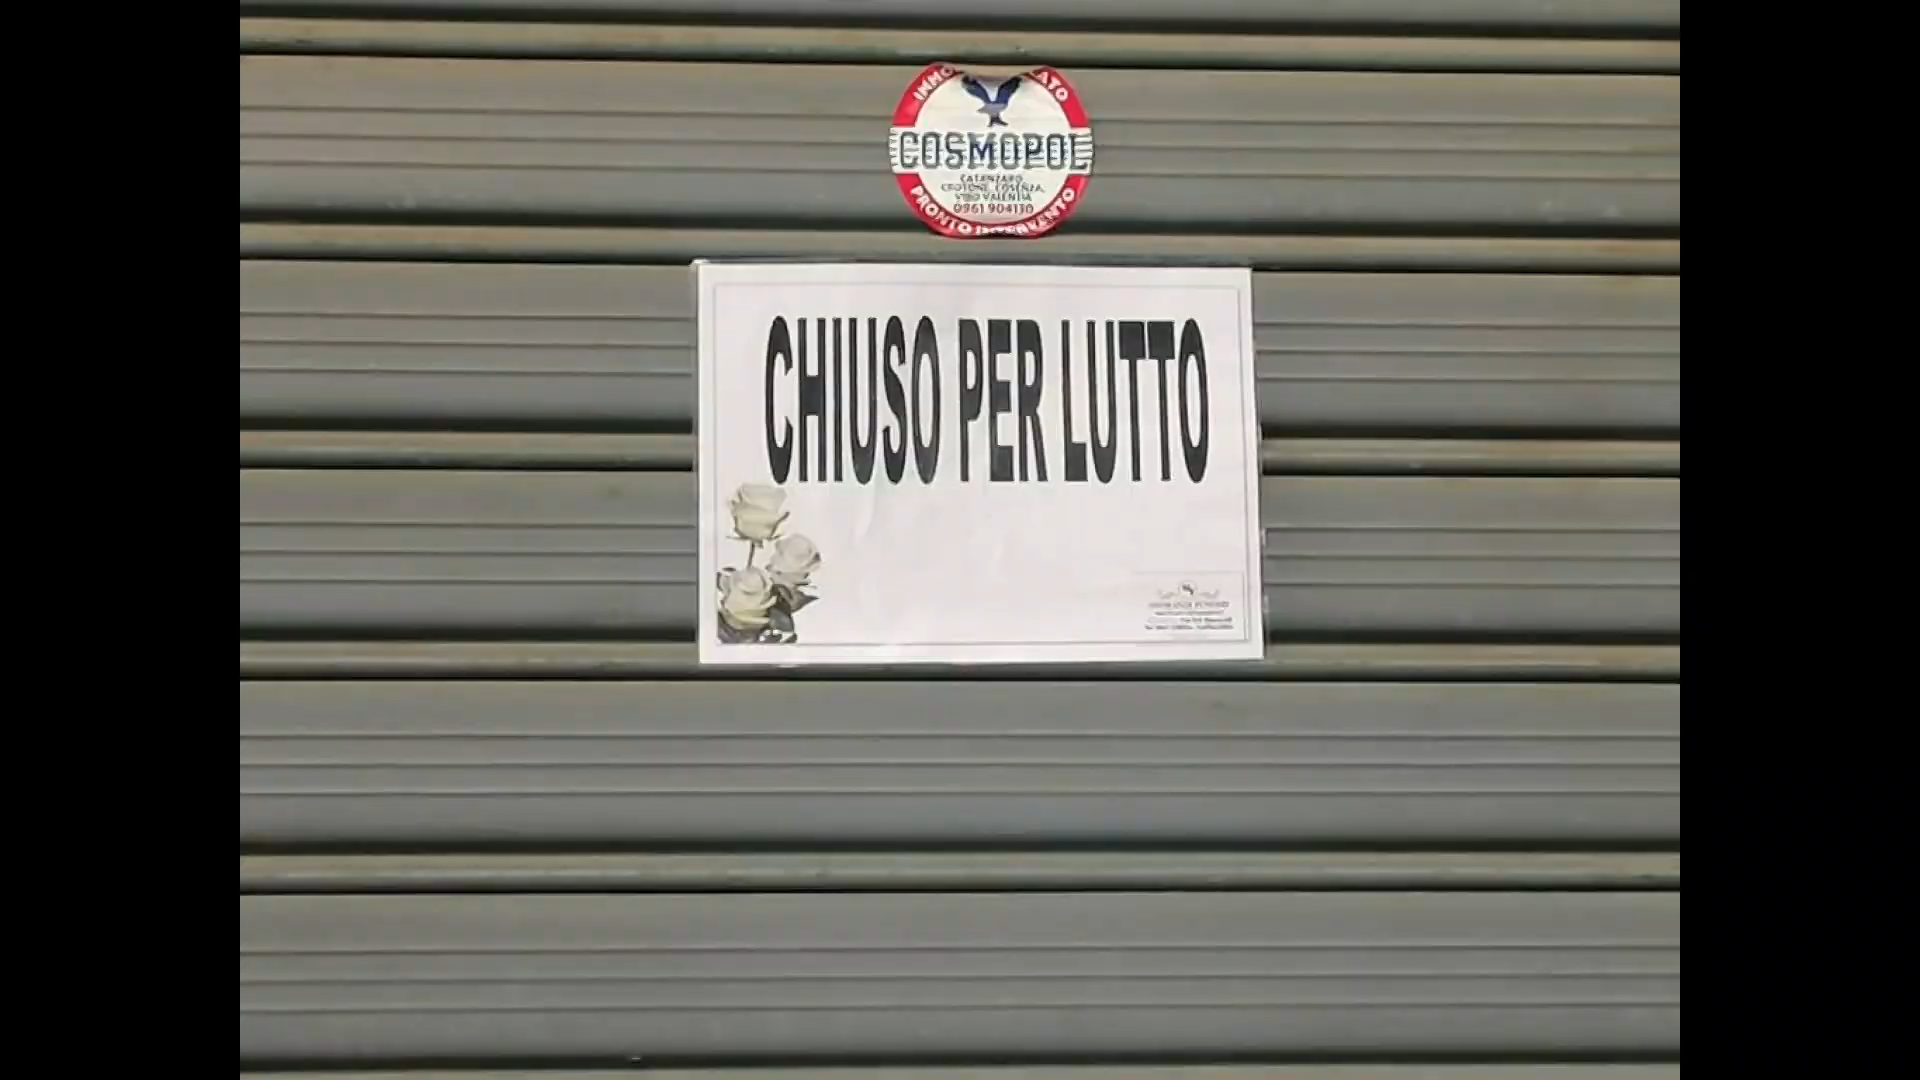 COSMOPOL
CATANZARO
CROTONE, COSENZA,
VIBO VALENTIA
0961 904130
PRONTO INTERVENTO
CHIUSO PER LUTTO